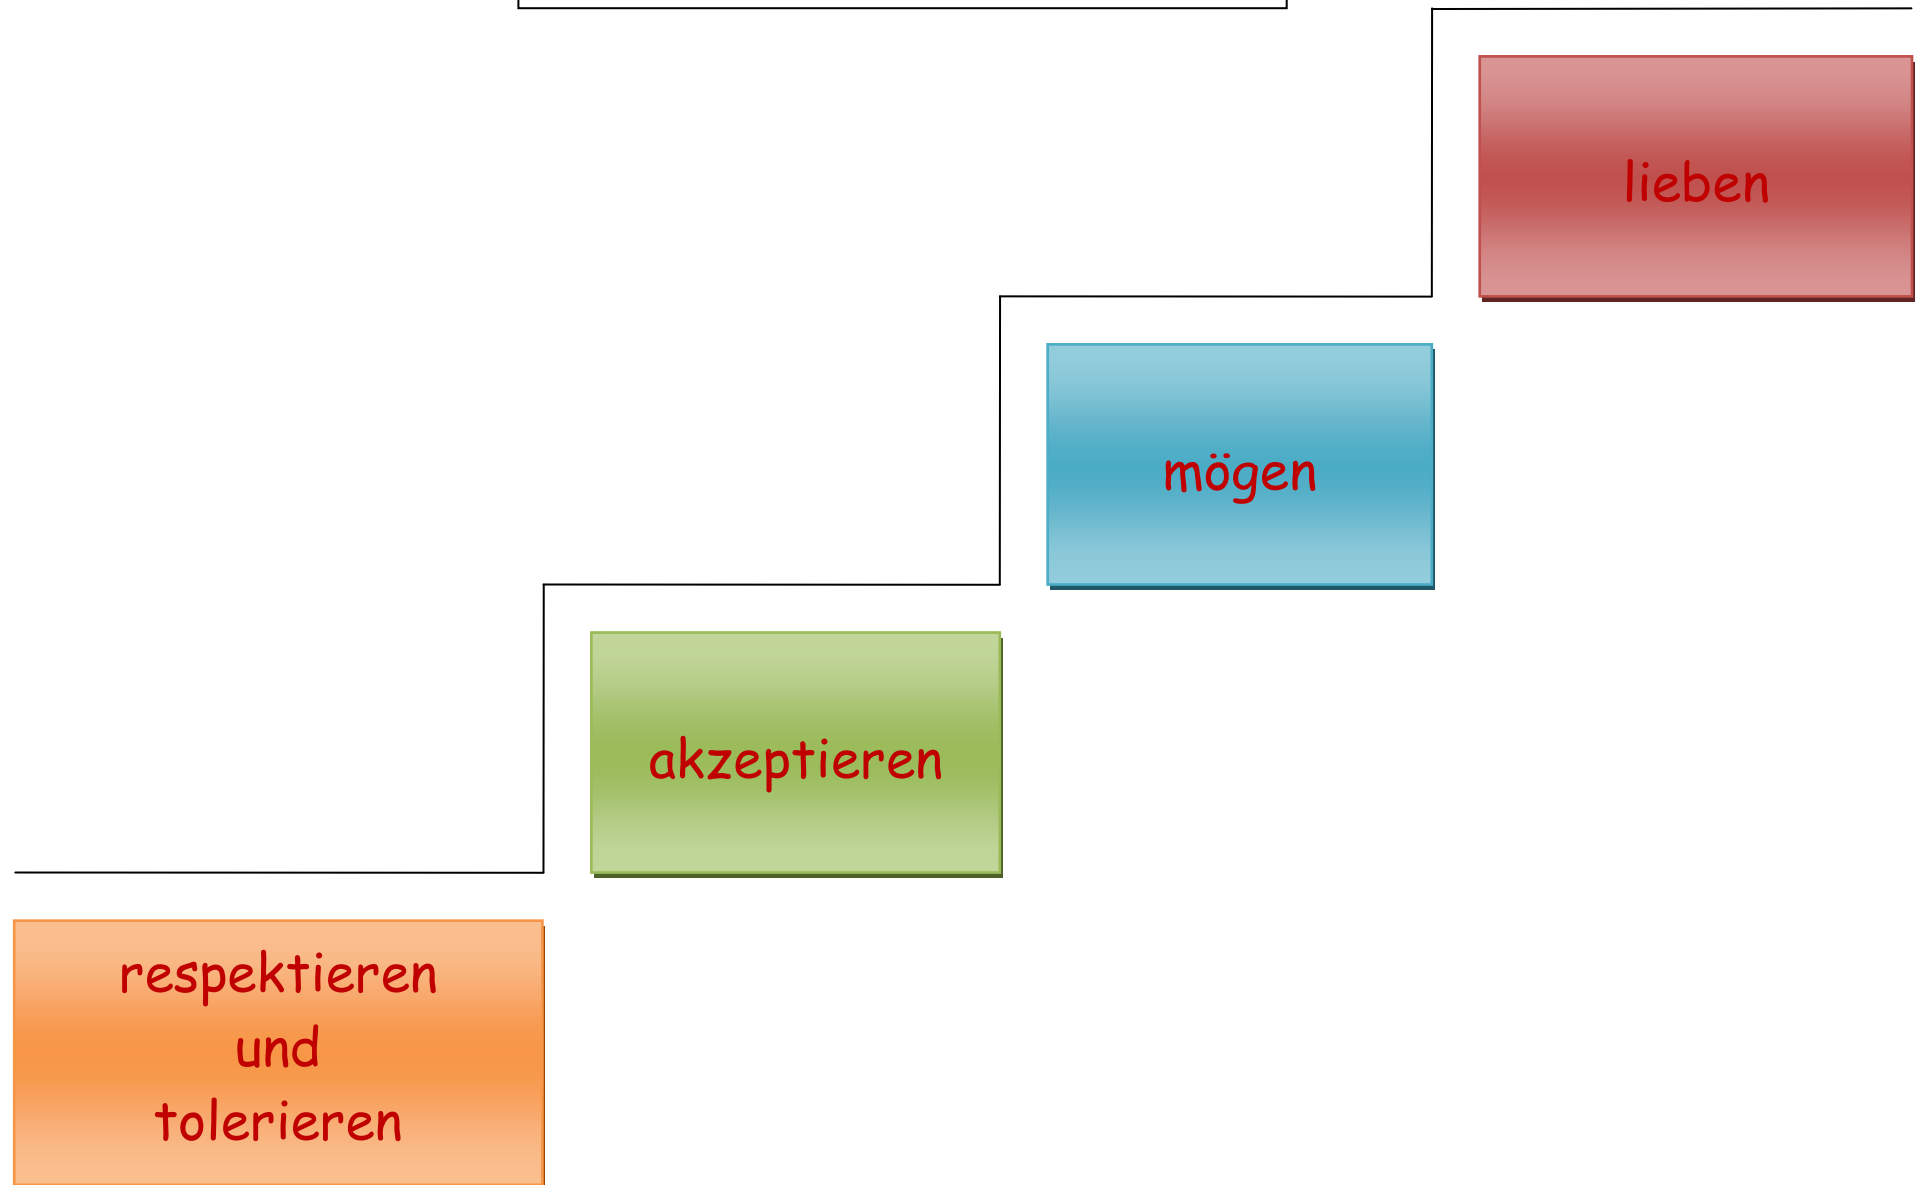 lieben
mögen
akzeptieren
respektieren
und
tolerieren